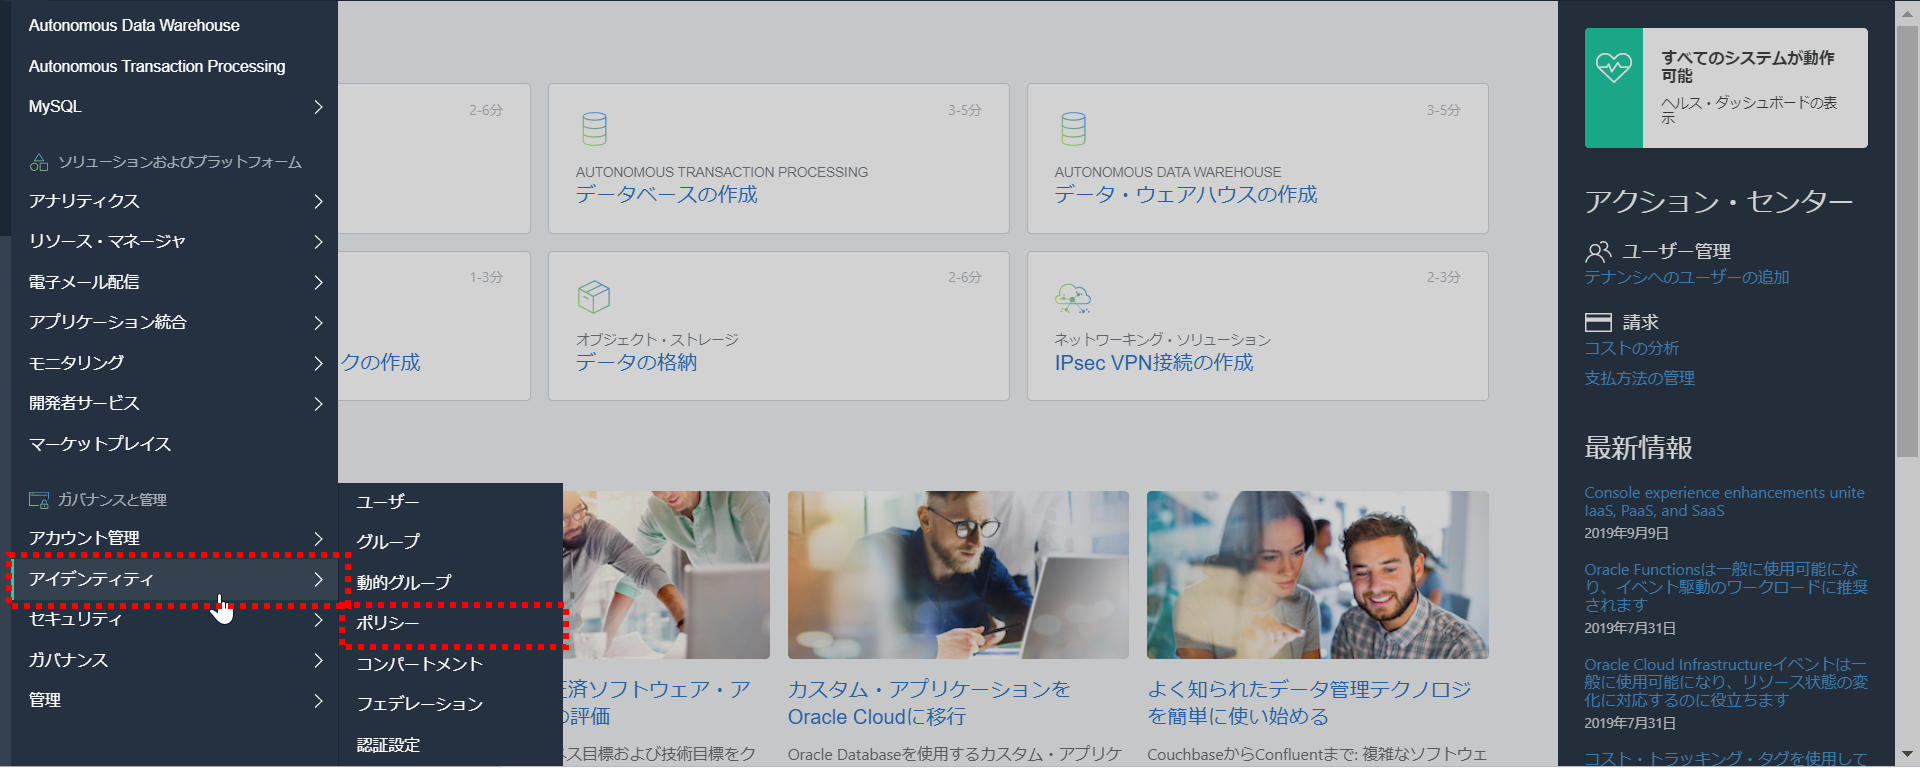 Autonomous Data Warehouse
Autonomous Transaction Processing
MySQL
ソリューションおよびプラットフォーム
アナリティクス
リソース・マネージャ
電子メール配信
アプリケーション統合
モニタリング
開発者サービス
マーケットプレイス
ガバナンスと管理
アカウント管理
アイデンティティ
セキュリティ
ガバナンス
管理
ユーザー
グループ
動的グループ
ポリシー
コンパートメント
フェデレーション
認証設定
2-6分
3-5分
AUTONOMOUS TRANSACTION PROCESSING
データベースの作成
3-5分
AUTONOMOUS DATA WAREHOUSE
データ・ウェアハウスの作成
1-3分
クの作成
2-6分
オブジェクト・ストレージ
データの格納
2-3分
ネットワーキング・ソリューション
IPsec VPN接続の作成
済ソフトウェア・ア
の評価
ス目標および技術目標をク
カスタム・アプリケーションを
Oracle Cloudに移行
Oracle Databaseを使用するカスタム・アプリケ
よく知られたデータ管理テクノロジ
を簡単に使い始める
CouchbaseからConfluentまで: 複雑なソフトウェ
すべてのシステムが動作
可能
ヘルス・ダッシュボードの表
示
アクション・センター
ユーザー管理
テナンシへのユーザーの追加
請求
コストの分析
支払方法の管理
最新情報
Console experience enhancements unite
IaaS, PaaS, and SaaS
2019年9月9日
Oracle Functionsは一般に使用可能にな
り、イベント駆動のワークロードに推奨
されます
2019年7月31日
Oracle Cloud Infrastructureイベントは一
般に使用可能になり、リソース状態の変
化に対応するのに役立ちます
2019年7月31日
コスト・トラッキング・タグを使用して